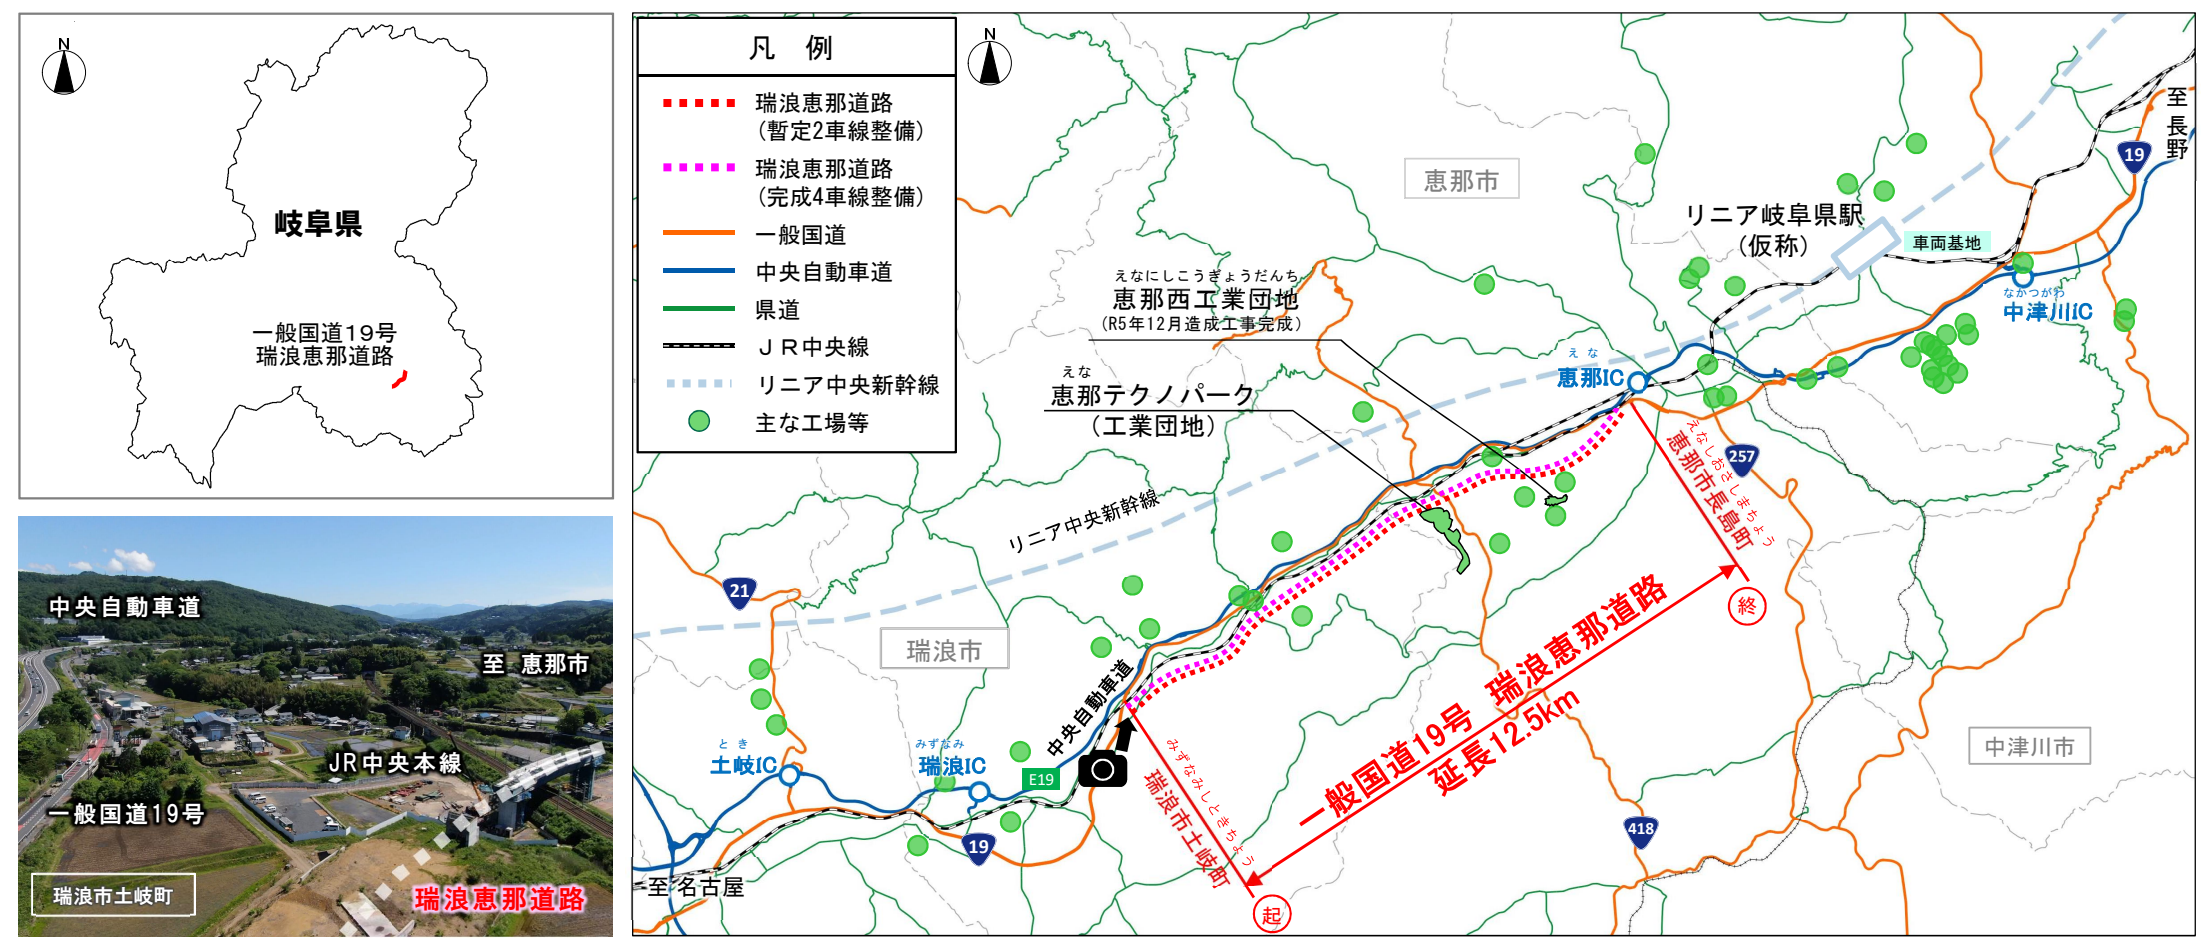 N
岐阜県
一般国道19号
瑞浪恵那道路
中央自動車道
至 恵那市
JR中央本線
一般国道19号
瑞浪市土岐町
瑞浪恵那道路
凡 例
瑞浪恵那道路
(暫定2車線整備)
瑞浪恵那道路
(完成4車線整備)
一般国道
中央自動車道
県道
JR中央線
リニア中央新幹線
主な工場等
N
至 長野
19
恵那市
リニア岐阜県駅
(仮称)
車両基地
なかつがわ
中津川IC
えなにしこうぎょうだんち
恵那西工業団地
(R5年12月造成工事完成)
えな
恵那IC
えな
恵那テクノパーク
(工業団地)
257
えなしおさしまちょう
恵那市長島町
終
リニア中央新幹線
21
瑞浪市
中央自動車道
一般国道19号 瑞浪恵那道路
延長12.5km
中津川市
とき
土岐IC
みずなみ
瑞浪IC
E19
みずなみしときちょう
瑞浪市土岐町
418
19
至 名古屋
起